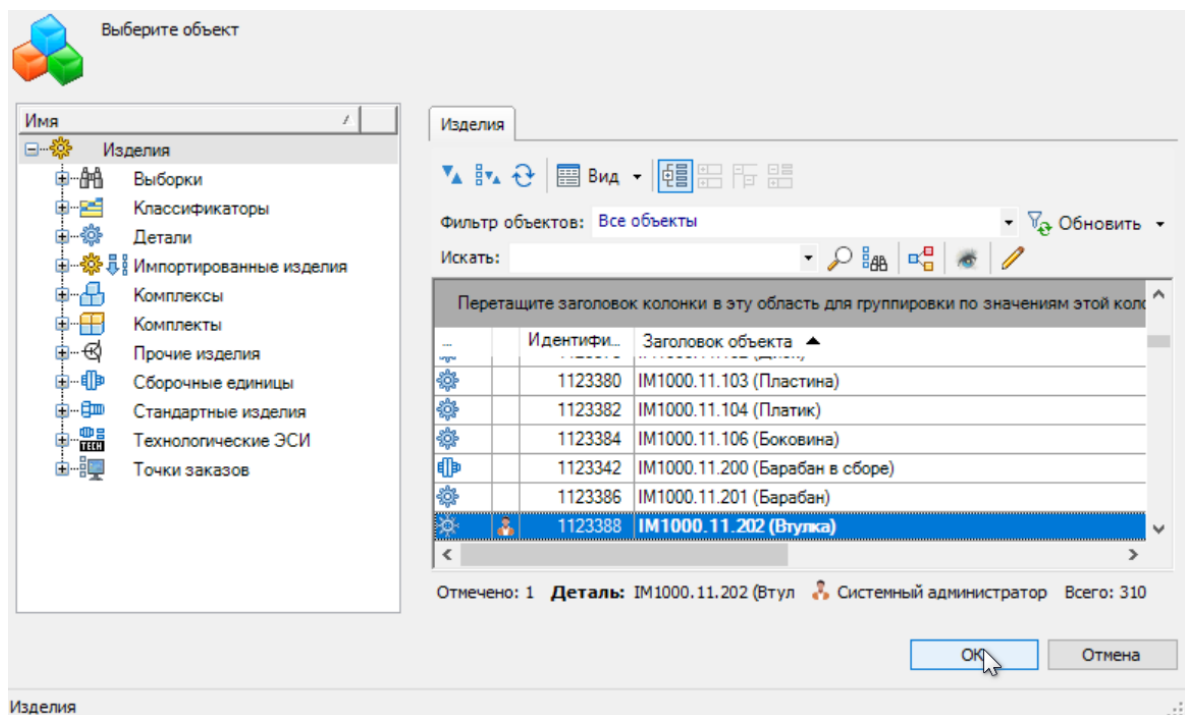 Выберите объект
Имя
Изделия
Выборки
Классификаторы
Детали
Импортированные изделия
Комплексы
Комплекты
Прочие изделия
Сборочные единицы
Стандартные изделия
TECH Технологические ЭСИ
Точки заказов
Изделия
Вид
Фильтр объектов: Все объекты Обновить
Искать:
Перетащите заголовок колонки в эту область для группировки по значениям этой
... Идентифи... Заголовок объекта
1123380 IM1000.11.103 (Пластина)
1123382 IM1000.11.104 (Платик)
1123384 IM1000.11.106 (Боковина)
1123342 IM1000.11.200 (Барабан в сборе)
1123386 IM1000.11.201 (Барабан)
1123388 IM1000.11.202 (Втулка)
Отмечено: 1 Деталь: IM1000.11.202 (Втул Системный администратор Всего: 310
OK Отмена
Изделия